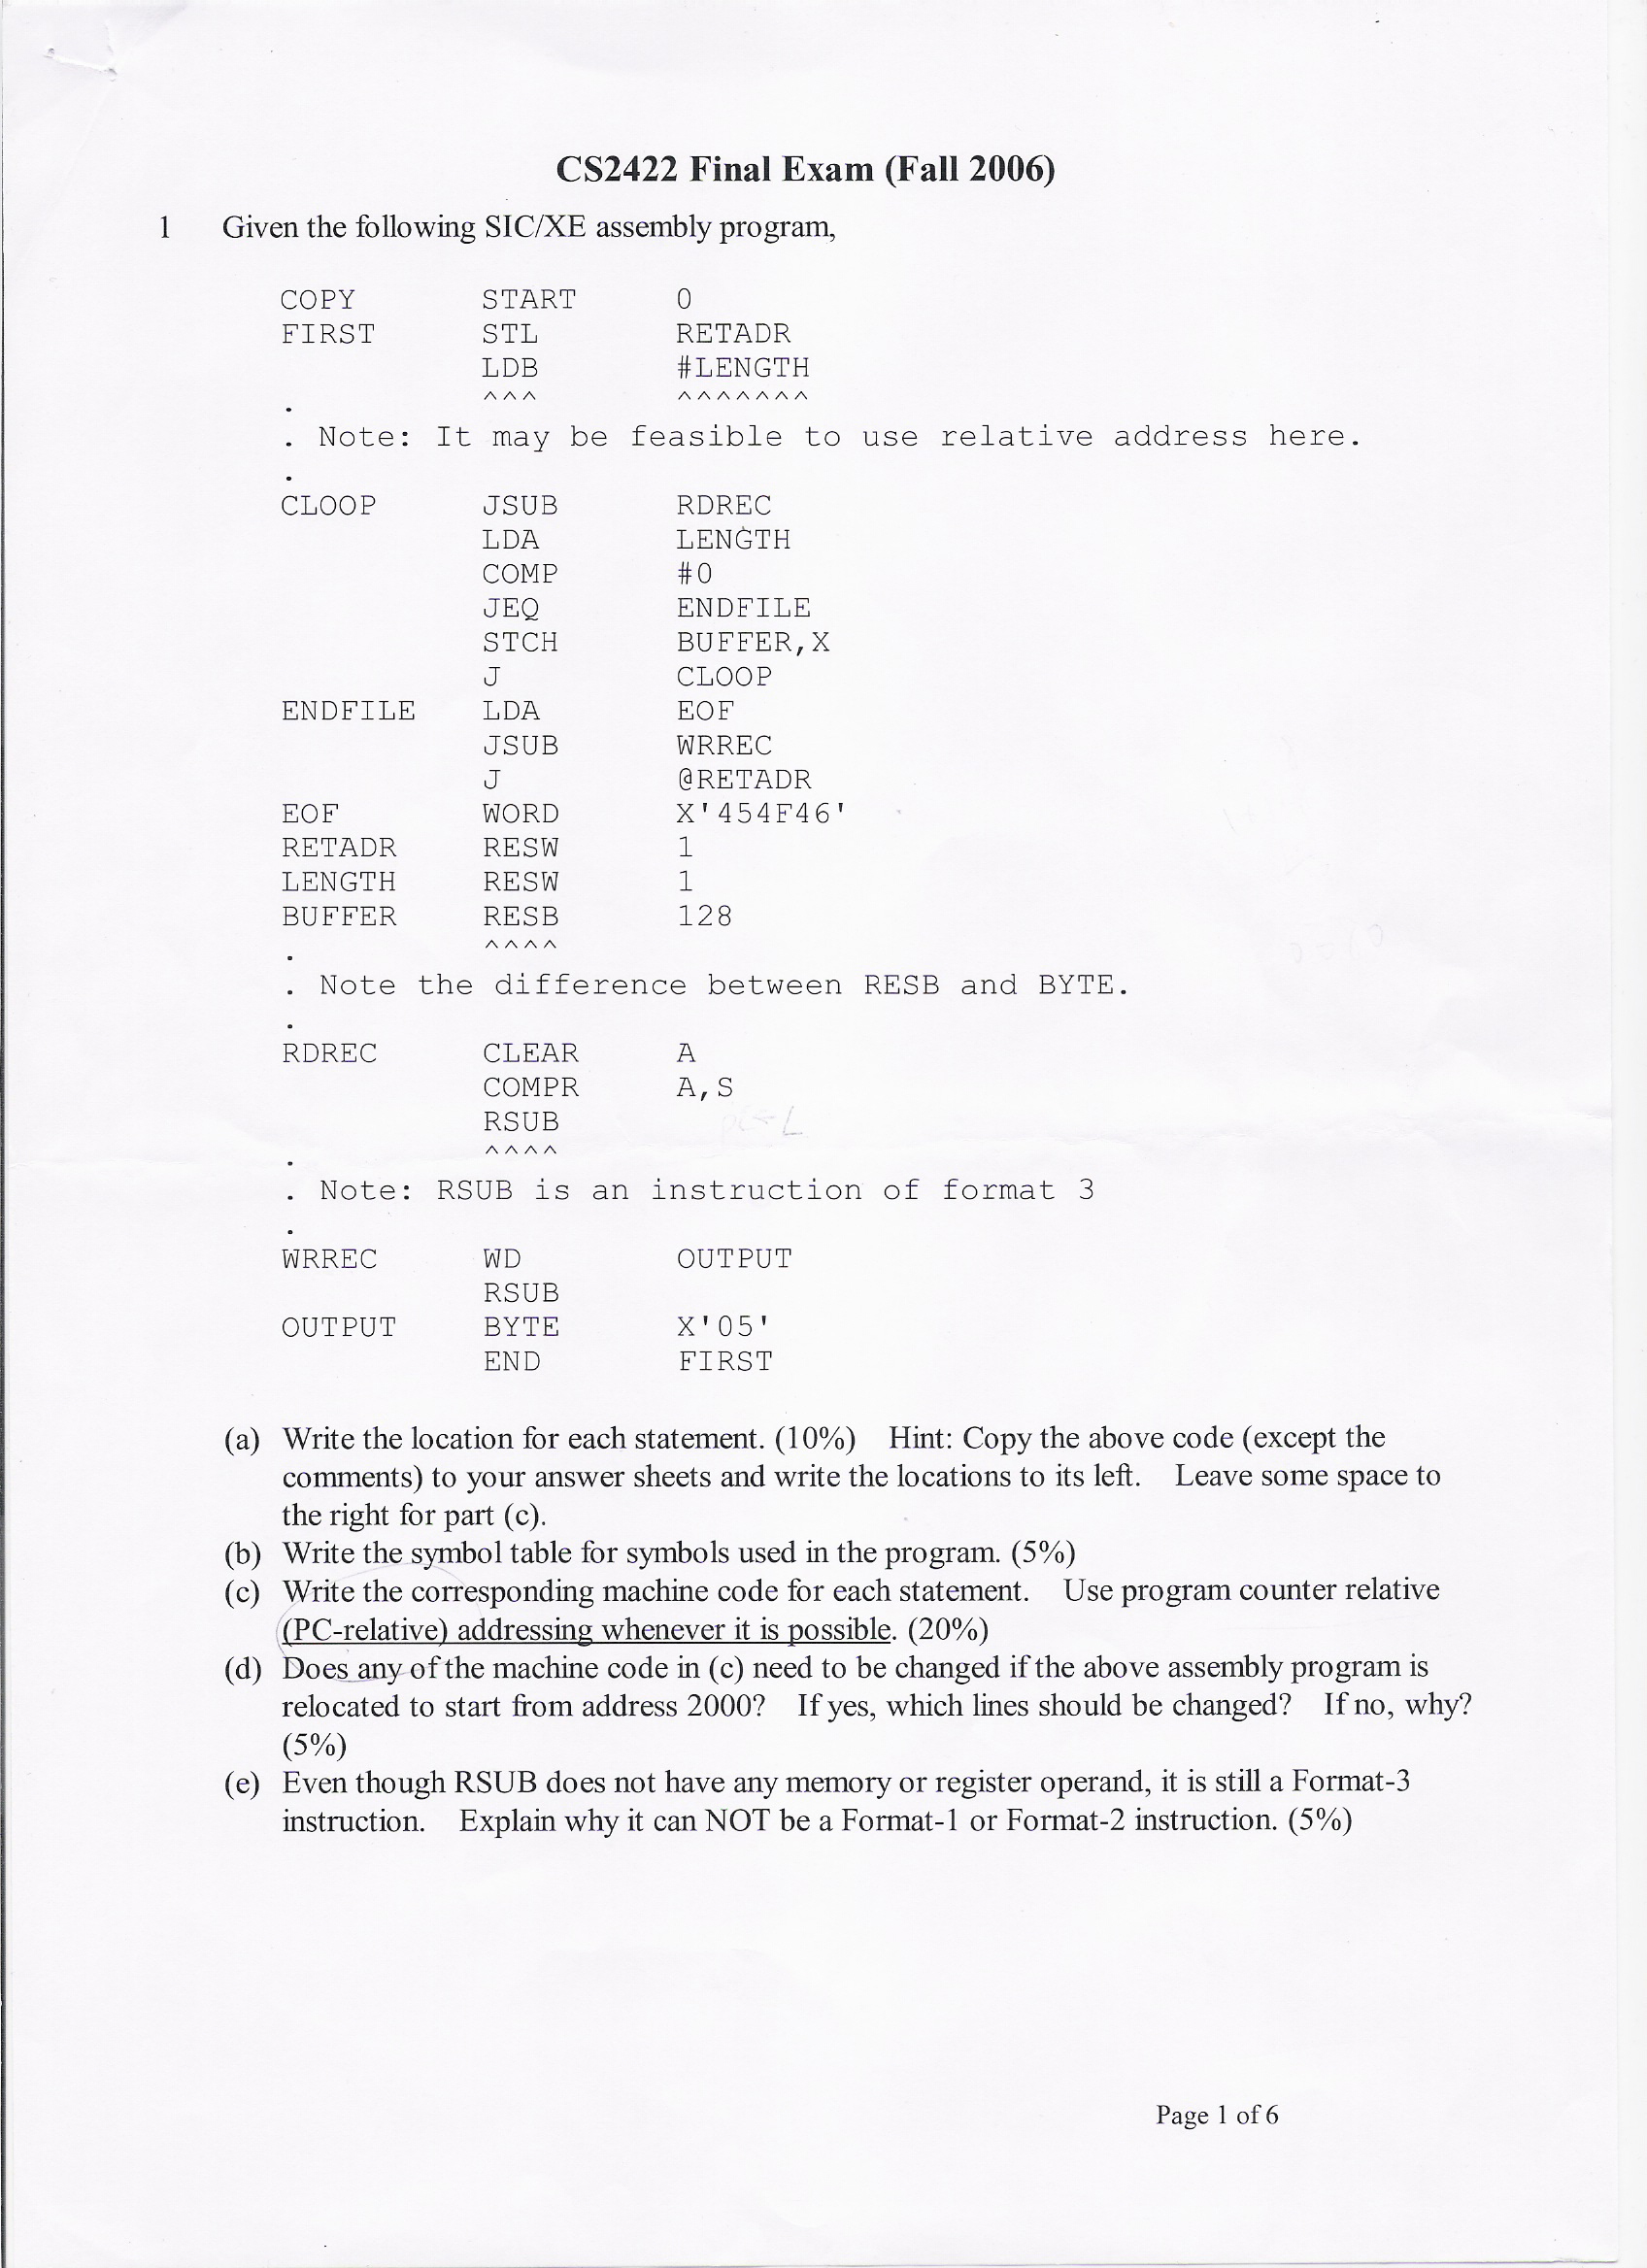 CS2422 Final Exam (Fall 2006)
1 Given the following SIC/XE assembly program,
COPY START 0
FIRST STL RETADR
LDB #LENGTH
^^^ ^^^^^^^
.
. Note: It may be feasible to use relative address here.
.
CLOOP JSUB RDREC
LDA LENGTH
COMP #0
JEQ ENDFILE
STCH BUFFER,X
J CLOOP
ENDFILE LDA EOF
JSUB WRREC
J @RETADR
EOF WORD X'454F46'
RETADR RESW 1
LENGTH RESW 1
BUFFER RESB 128
^^^^
.
. Note the difference between RESB and BYTE.
.
RDREC CLEAR A
COMPR A,S
RSUB
^^^^
.
. Note: RSUB is an instruction of format 3
.
WRREC WD OUTPUT
RSUB
OUTPUT BYTE X'05'
END FIRST
(a) Write the location for each statement. (10%) Hint: Copy the above code (except the
comments) to your answer sheets and write the locations to its left. Leave some space to
the right for part (c).
(b) Write the symbol table for symbols used in the program. (5%)
(c) Write the corresponding machine code for each statement. Use program counter relative
(PC-relative) addressing whenever it is possible. (20%)
(d) Does any of the machine code in (c) need to be changed if the above assembly program is
relocated to start from address 2000? If yes, which lines should be changed? If no, why?
(5%)
(e) Even though RSUB does not have any memory or register operand, it is still a Format-3
instruction. Explain why it can NOT be a Format-1 or Format-2 instruction. (5%)
Page 1 of 6